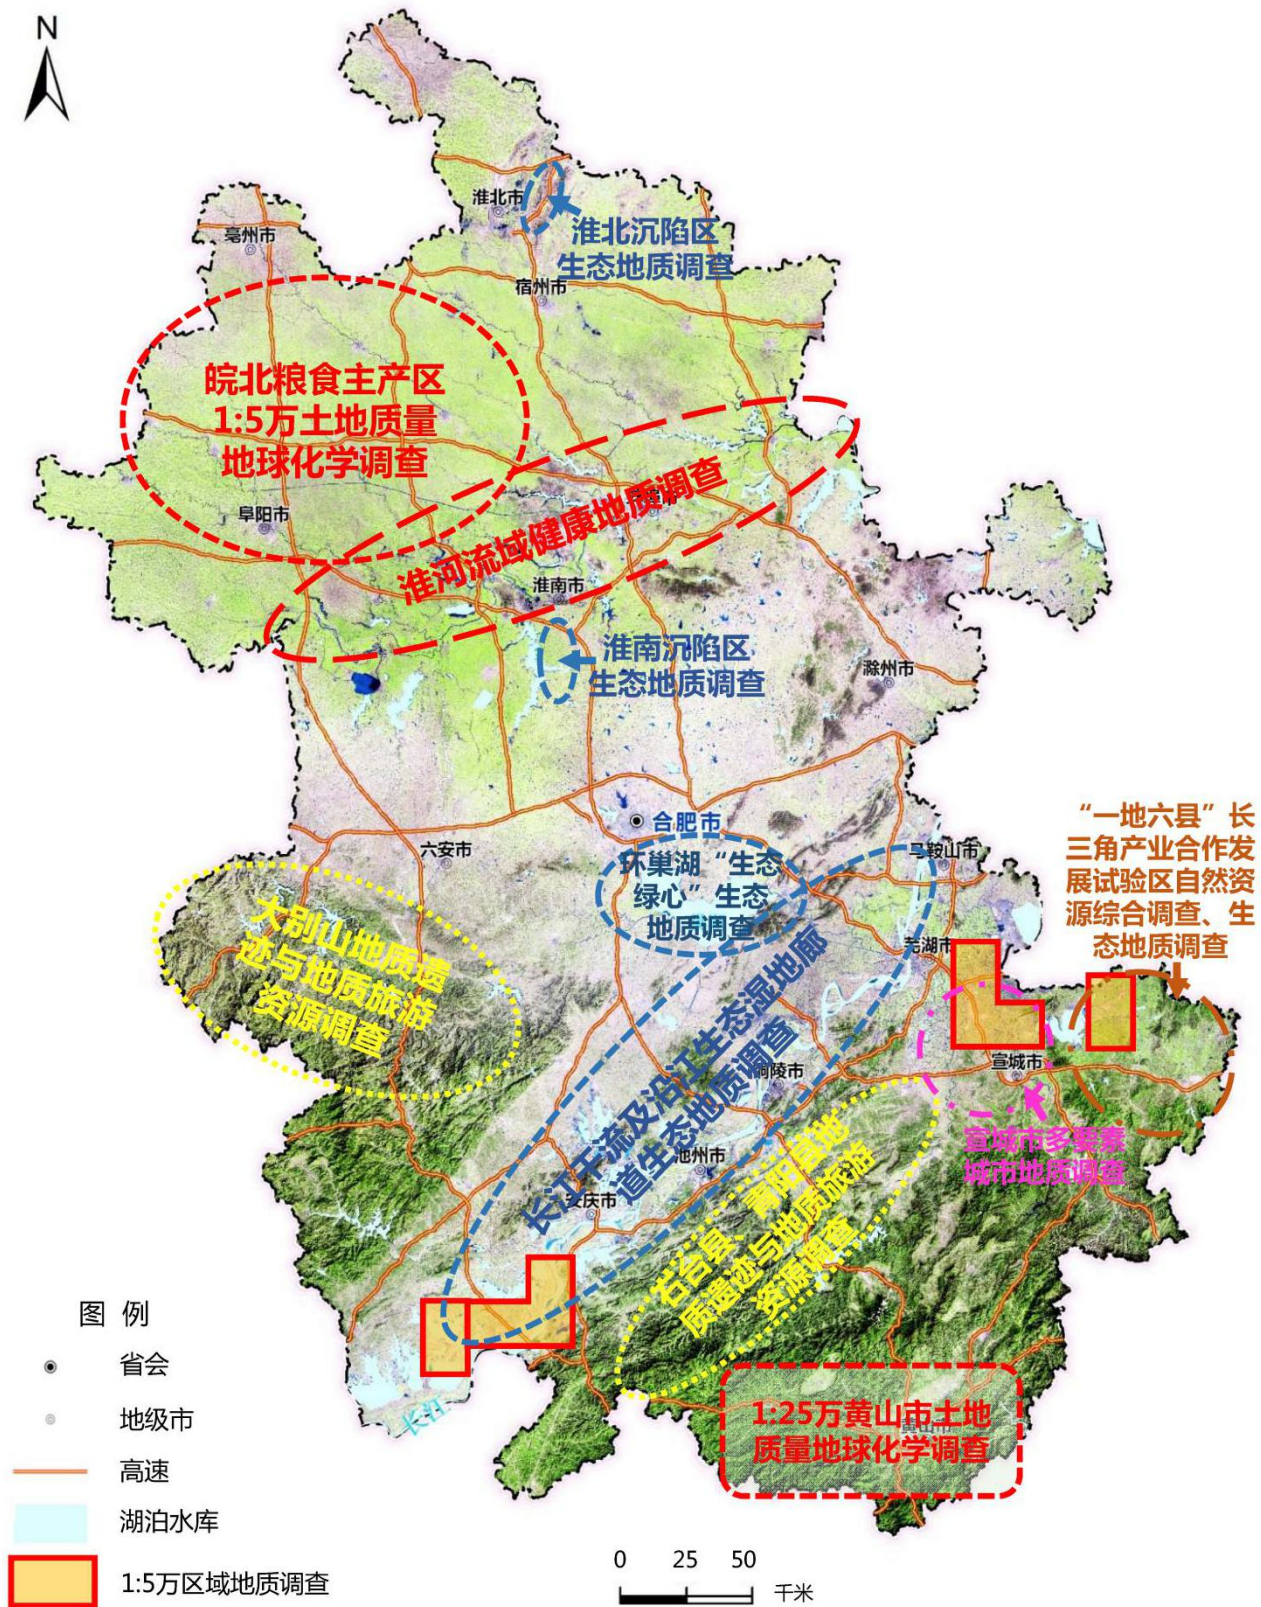 N
淮北市
淮北沉陷区
生态地质调查
亳州市
宿州市
皖北粮食主产区
1:5万土地质量
地球化学调查
阜阳市
淮河流域健康地质调查
淮南市
淮南沉陷区
生态地质调查
滁州市
合肥市
六安市
环巢湖“生态
绿心”生态
地质调查
马鞍山市
“一地六县”长
三角产业合作发
展试验区自然资
源综合调查、生
态地质调查
大别山地质遗
迹与地质旅游
资源调查
芜湖市
长江干流及沿江生态湿地廊
道生态地质调查
铜陵市
宣城市
宣城市多要素
城市地质调查
池州市
安庆市
石台县、青阳县地
质遗迹与地质旅游
资源调查
1:25万黄山市土地
质量地球化学调查
长江
图 例
省会
地级市
高速
湖泊水库
1:5万区域地质调查
0 25 50
千米